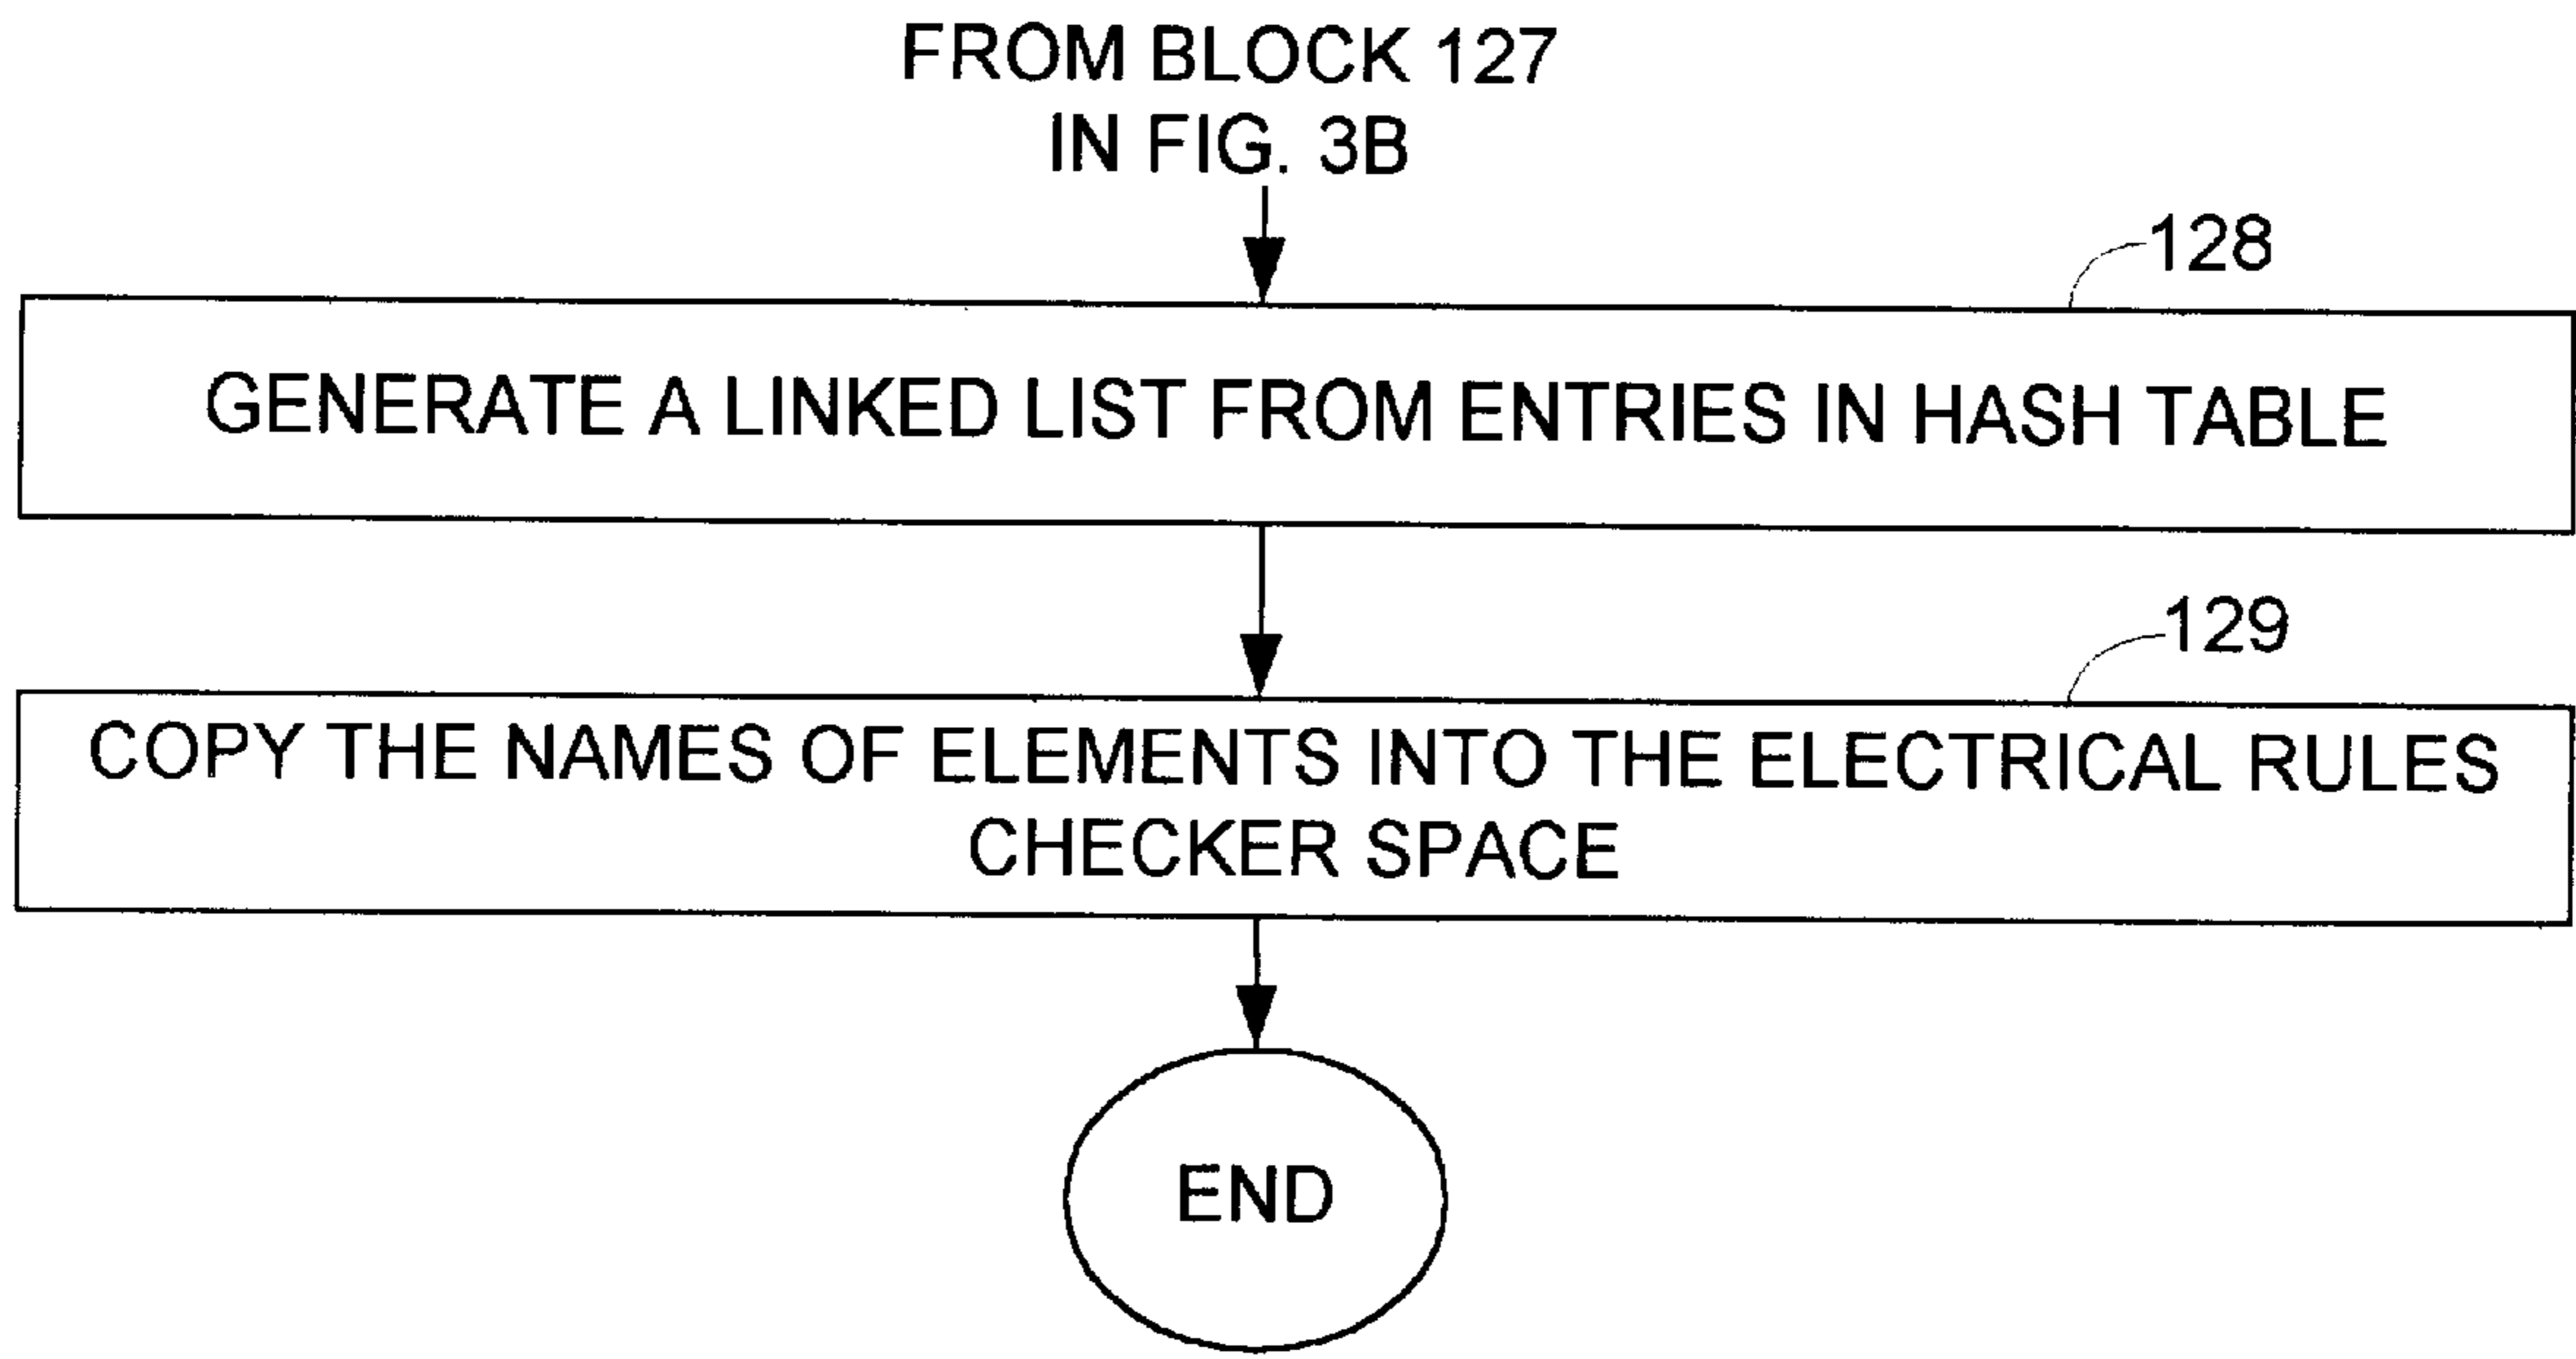 FROM BLOCK 127
IN FIG. 3B
128
GENERATE A LINKED LIST FROM ENTRIES IN HASH TABLE
129
COPY THE NAMES OF ELEMENTS INTO THE ELECTRICAL RULES
CHECKER SPACE
END